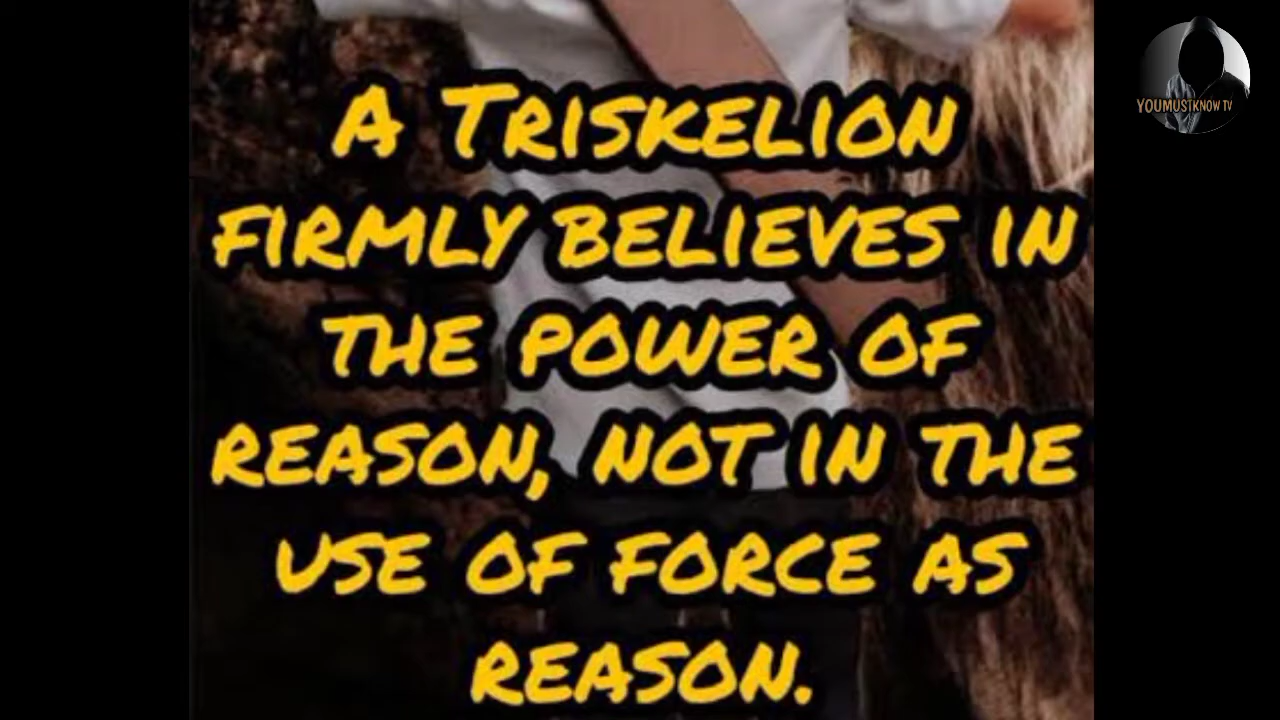 A TRISKELION
FIRMLY BELIEVES IN
THE POWER OF
REASON, NOT IN THE
USE OF FORCE AS
REASON.
YOUMUSTKNOW TV